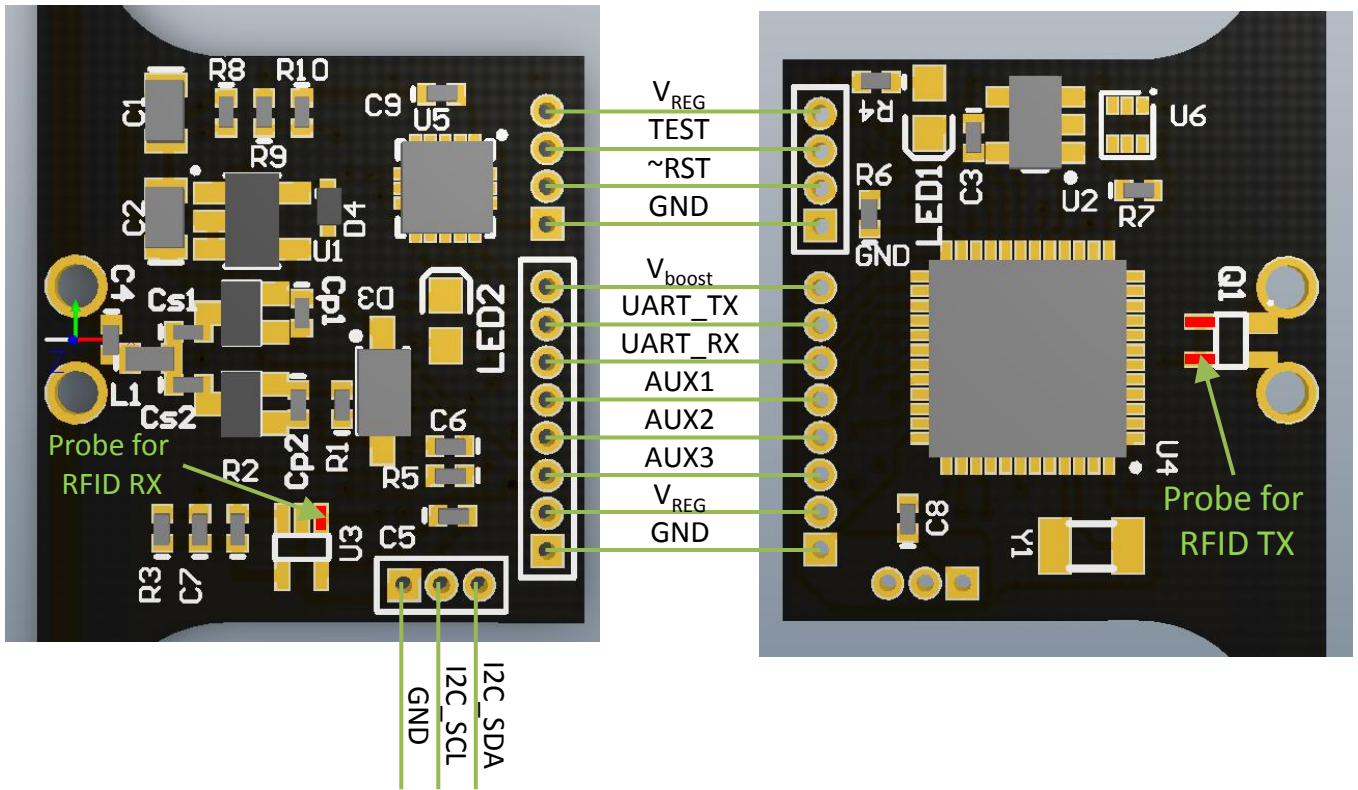 R8
R10
C1
C9
U5
R9
C2
D4
U1
C4
Cs1
Cp1
D3
LED2
L1
Cs2
Probe for
RFID RX
Cp2
R1
C6
R2
R5
U3
C5
R3
C7
GND
I2C_SCL
I2C_SDA
VREG
TEST
~RST
GND
Vboost
UART_TX
UART_RX
AUX1
AUX2
AUX3
VREG
GND
R4
LED1
C3
U6
R6
U2
R7
GND
Q1
U4
Probe for
RFID TX
C8
Y1